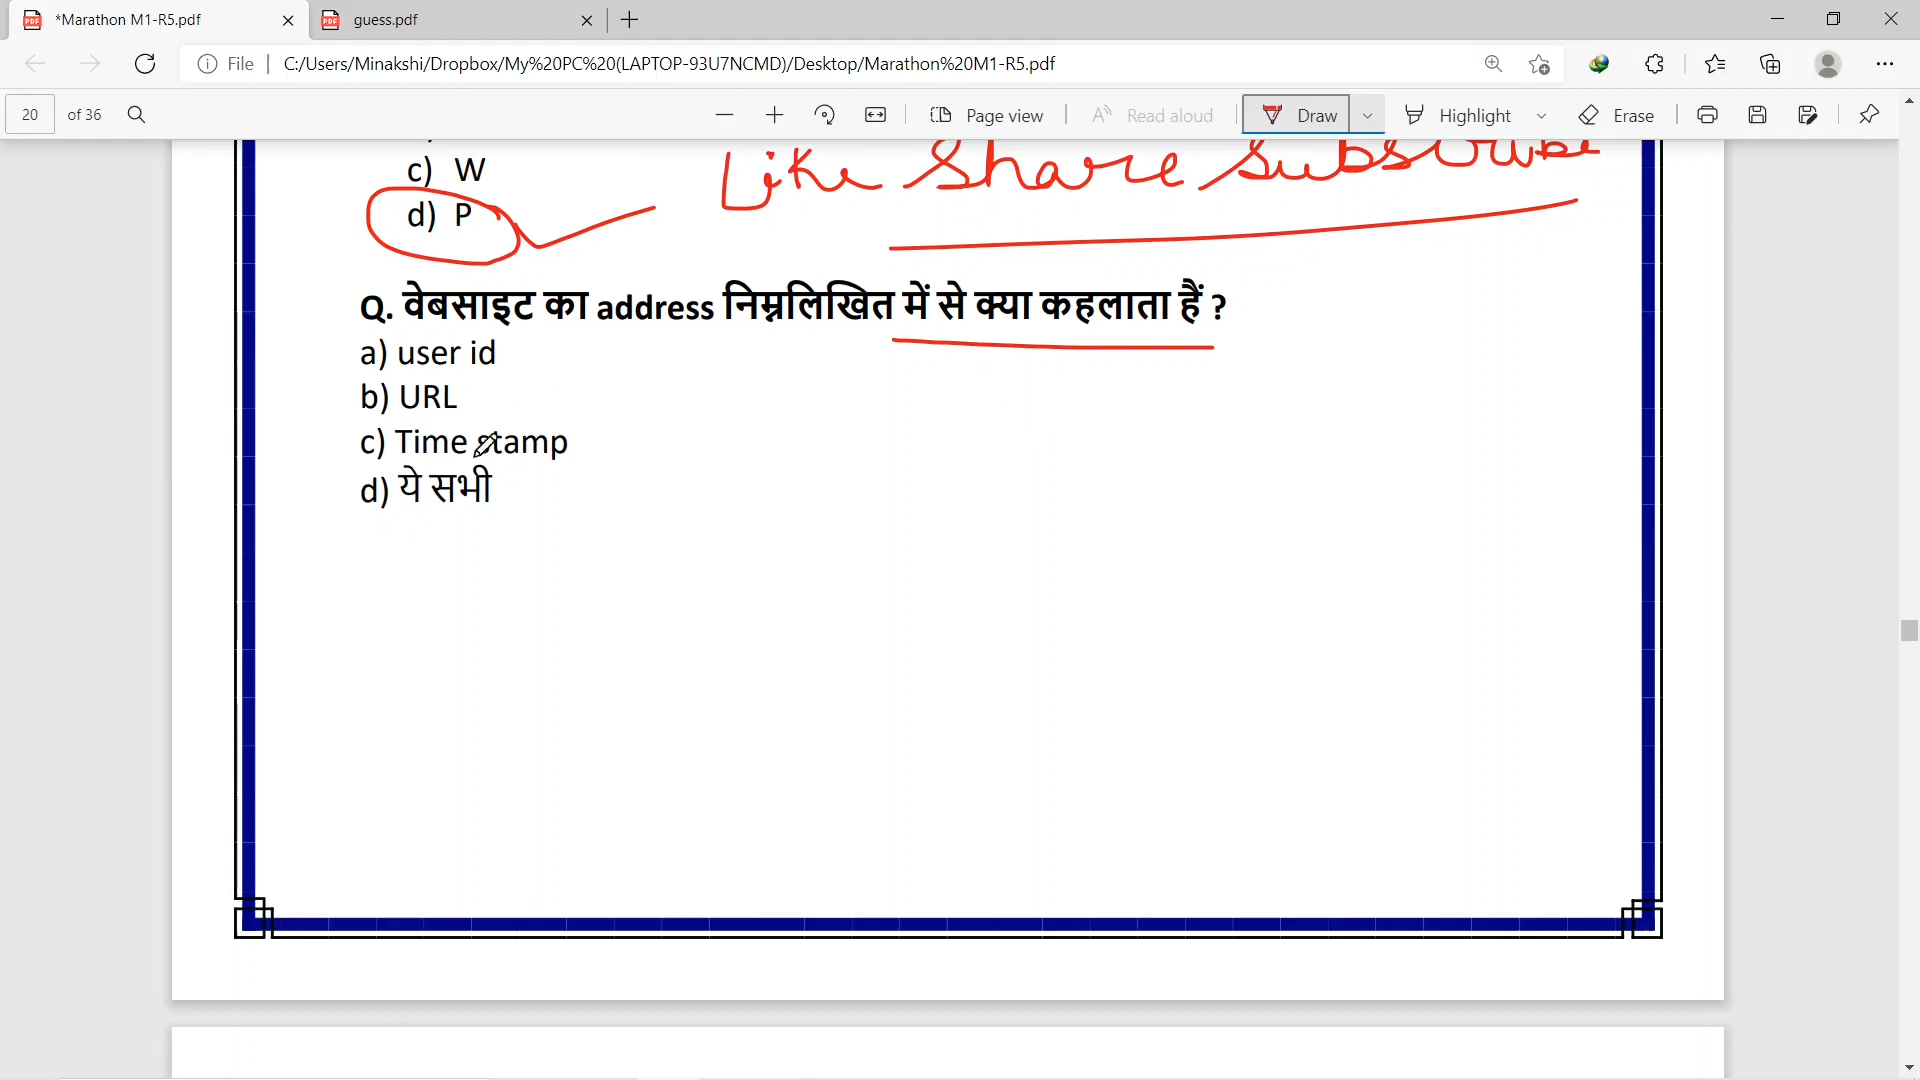 *Marathon M1-R5.pdf
guess.pdf
File
C:/Users/Minakshi/Dropbox/My%20PC%20(LAPTOP-93U7NCMD)/Desktop/Marathon%20M1-R5.pdf
20 of 36
Page view
Read aloud
Draw
Highlight
Erase
c) W
Like Share Subscribe
d) P
Q. वेबसाइट का address निम्नलिखित में से क्या कहलाता हैं ?
a) user id
b) URL
c) Time stamp
d) ये सभी